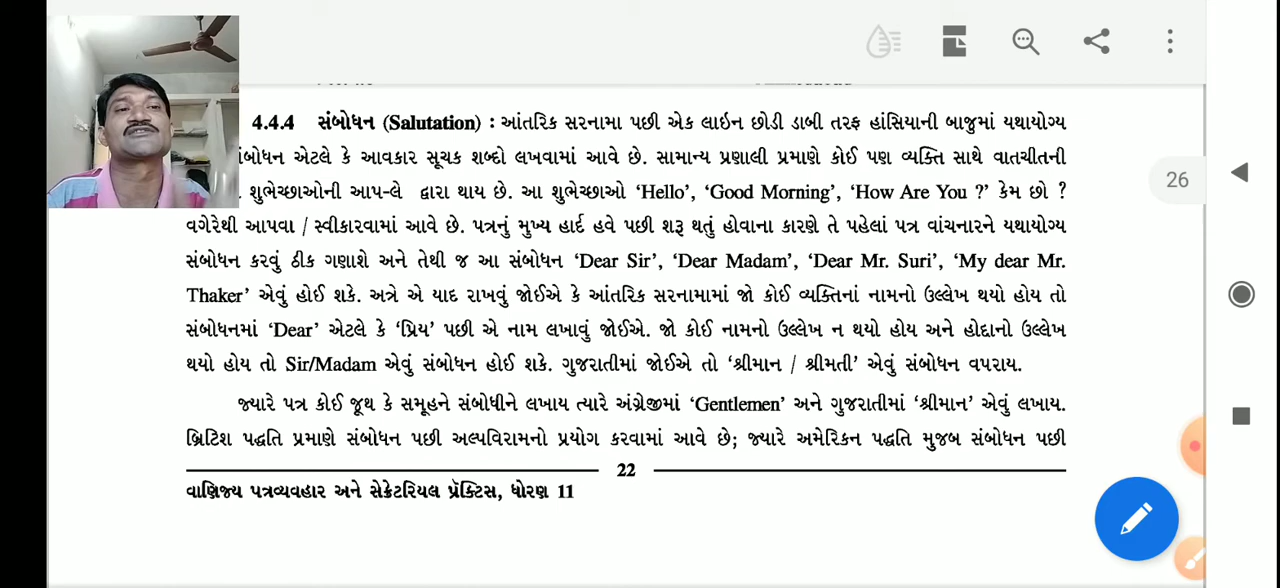 26
4.4.4 સંબોધન (Salutation) : આંતરિક સરનામા પછી એક લાઇન છોડી ડાબી તરફ હાંસિયાની બાજુમાં યથાયોગ્ય
એટલે કે આવકાર સૂચક શબ્દો લખવામાં આવે છે. સામાન્ય પ્રણાલી પ્રમાણે કોઈ પણ વ્યક્તિ સાથે વાતચીતની
શુભેચ્છાઓની આપ-લે દ્વારા થાય છે. આ શુભેચ્છાઓ ‘Hello’, ‘Good Morning’, ‘How Are You ?’ કેમ છો ?
વગેરેથી આપવા / સ્વીકારવામાં આવે છે. પત્રનું મુખ્ય હાર્દ હવે પછી શરૂ થતું હોવાના કારણે તે પહેલાં પત્ર વાંચનારને યથાયોગ્ય
સંબોધન કરવું ઠીક ગણાશે અને તેથી જ આ સંબોધન ‘Dear Sir’, ‘Dear Madam’, ‘Dear Mr. Suri’, ‘My dear Mr.
Thaker’ એવું હોઈ શકે. અત્રે એ યાદ રાખવું જોઈએ કે આંતરિક સરનામામાં જો કોઈ વ્યક્તિનાં નામનો ઉલ્લેખ થયો હોય તો
સંબોધનમાં ‘Dear’ એટલે કે ‘પ્રિય’ પછી એ નામ લખાવું જોઈએ. જો કોઈ નામનો ઉલ્લેખ ન થયો હોય અને હોદ્દાનો ઉલ્લેખ
થયો હોય તો Sir/Madam એવું સંબોધન હોઈ શકે. ગુજરાતીમાં જોઈએ તો ‘શ્રીમાન / શ્રીમતી’ એવું સંબોધન વપરાય.
જ્યારે પત્ર કોઈ જૂથ કે સમૂહને સંબોધીને લખાય ત્યારે અંગ્રેજીમાં ‘Gentlemen’ અને ગુજરાતીમાં ‘શ્રીમાન’ એવું લખાય.
બ્રિટિશ પદ્ધતિ પ્રમાણે સંબોધન પછી અલ્પવિરામનો પ્રયોગ કરવામાં આવે છે; જ્યારે અમેરિકન પદ્ધતિ મુજબ સંબોધન પછી
22
વાણિજ્ય પત્રવ્યવહાર અને સેક્રેટરિયલ પ્રૅક્ટિસ, ધોરણ 11